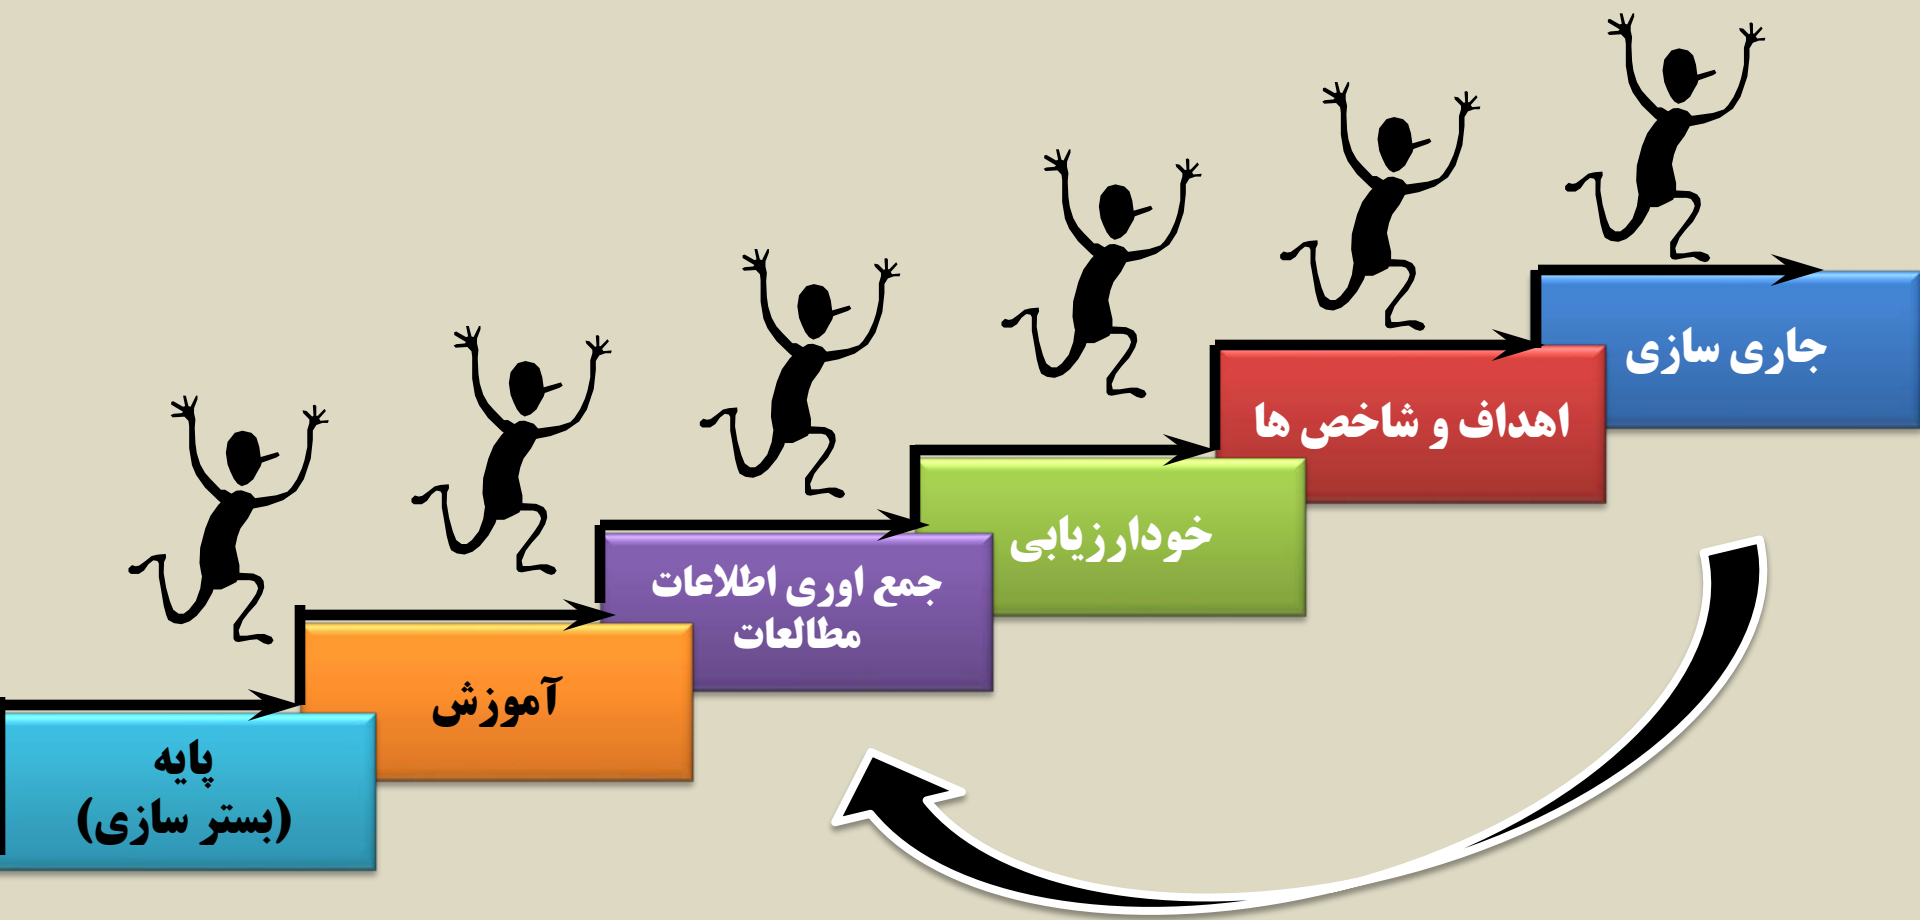 پایه
(بستر سازی)
آموزش
جمع اوری اطلاعات
مطالعات
خودارزیابی
اهداف و شاخص ها
جاری سازی